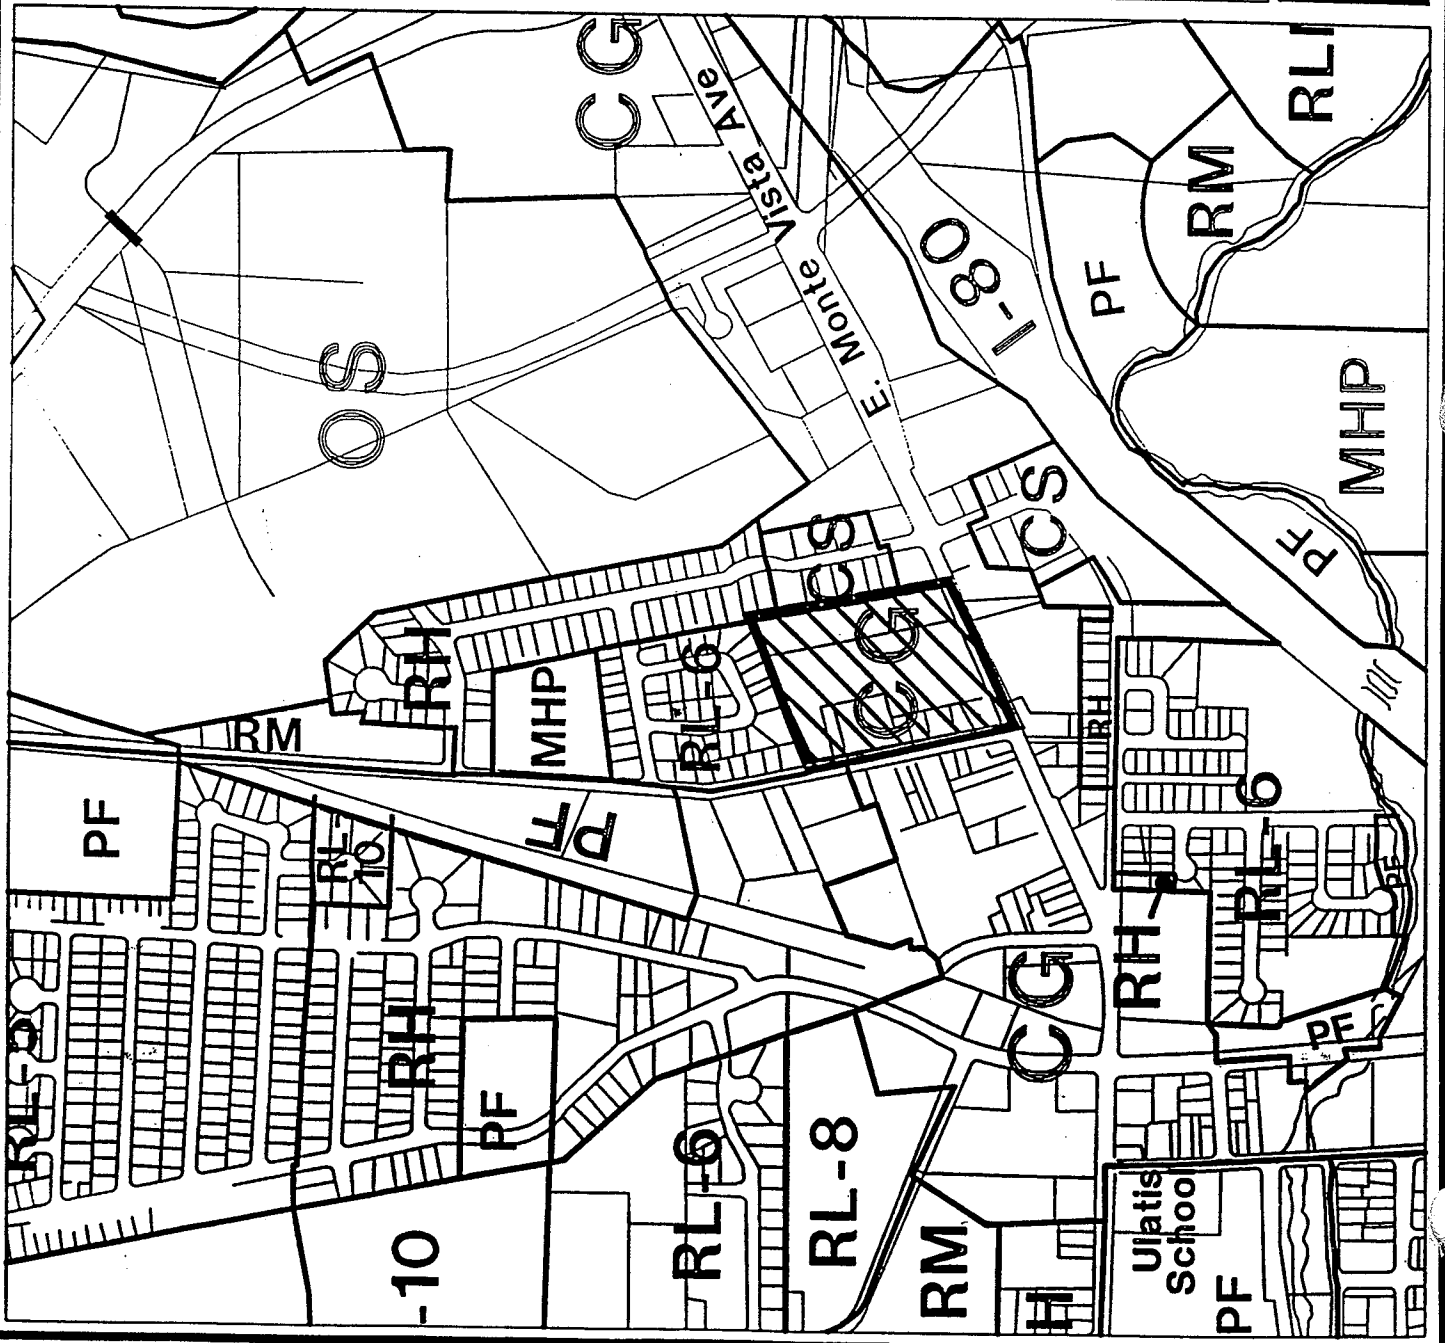 CG
RLI
E. Monte Vista Ave
RM
I-80
PF
OS
MHP
CS
CS
PF
CG
RH
RL-6
MHP
RM
RH
PF
PF
RL-10
RL-6
PF
RH
CG
RH
PF
RL-5
RH
PF
RL-6
RL-8
Ulatis
School
-10
RM
H
PF